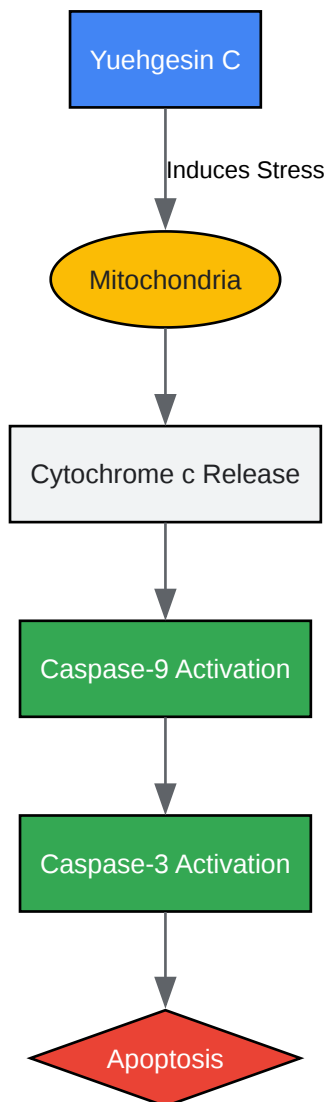 Yuehgesin C
Induces Stress
Mitochondria
Cytochrome c Release
Caspase-9 Activation
Caspase-3 Activation
Apoptosis